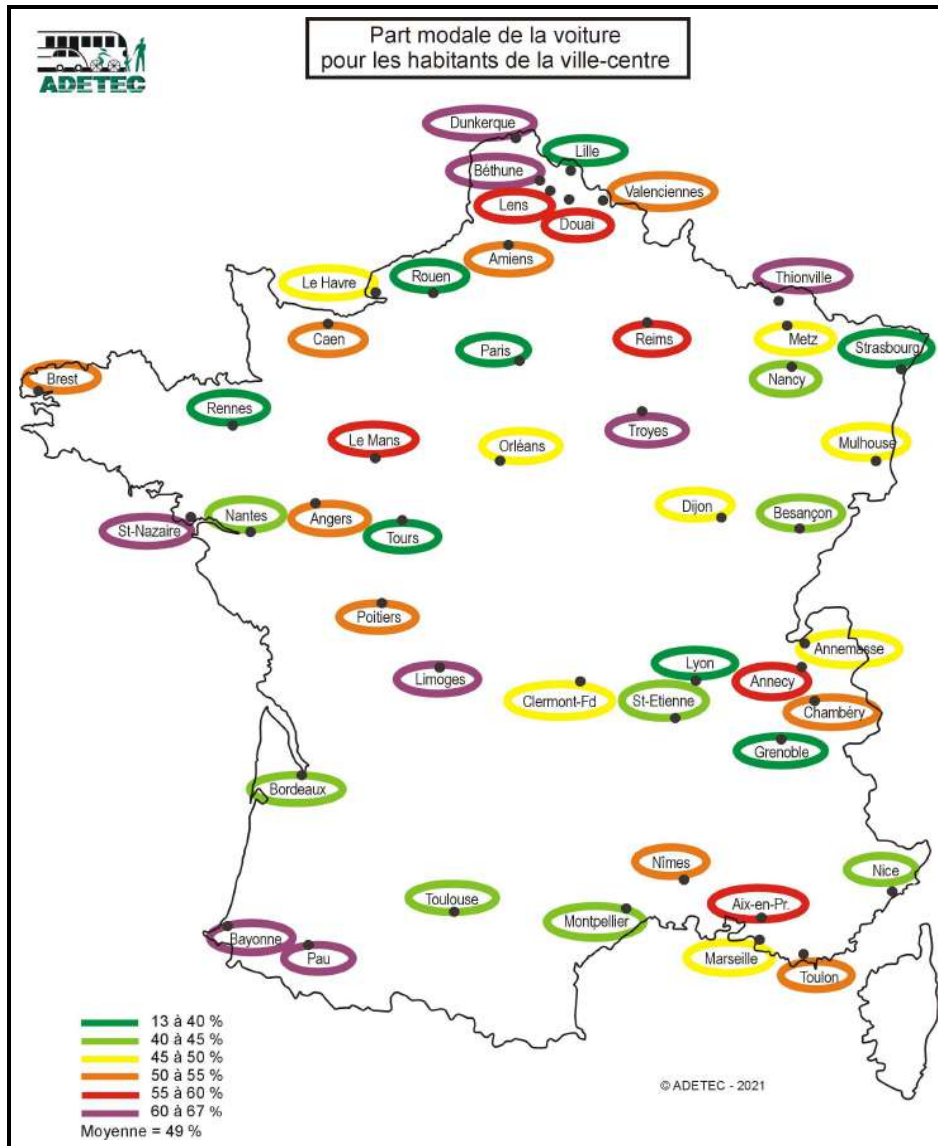 ADETEC
Part modale de la voiture
pour les habitants de la ville-centre
Dunkerque
Lille
Béthune
Valenciennes
Lens
Douai
Amiens
Le Havre
Rouen
Thionville
Caen
Paris
Reims
Metz
Strasbourg
Brest
Nancy
Rennes
Troyes
Le Mans
Orléans
Mulhouse
Dijon
Besançon
St-Nazaire
Nantes
Angers
Tours
Poitiers
Annemasse
Lyon
Limoges
Annecy
Clermont-Fd
St-Etienne
Chambéry
Grenoble
Bordeaux
Nîmes
Nice
Toulouse
Aix-en-Pr.
Montpellier
Bayonne
Pau
Marseille
Toulon
13 à 40 %
40 à 45 %
45 à 50 %
50 à 55 %
55 à 60 %
60 à 67 %
Moyenne = 49 %
© ADETEC - 2021